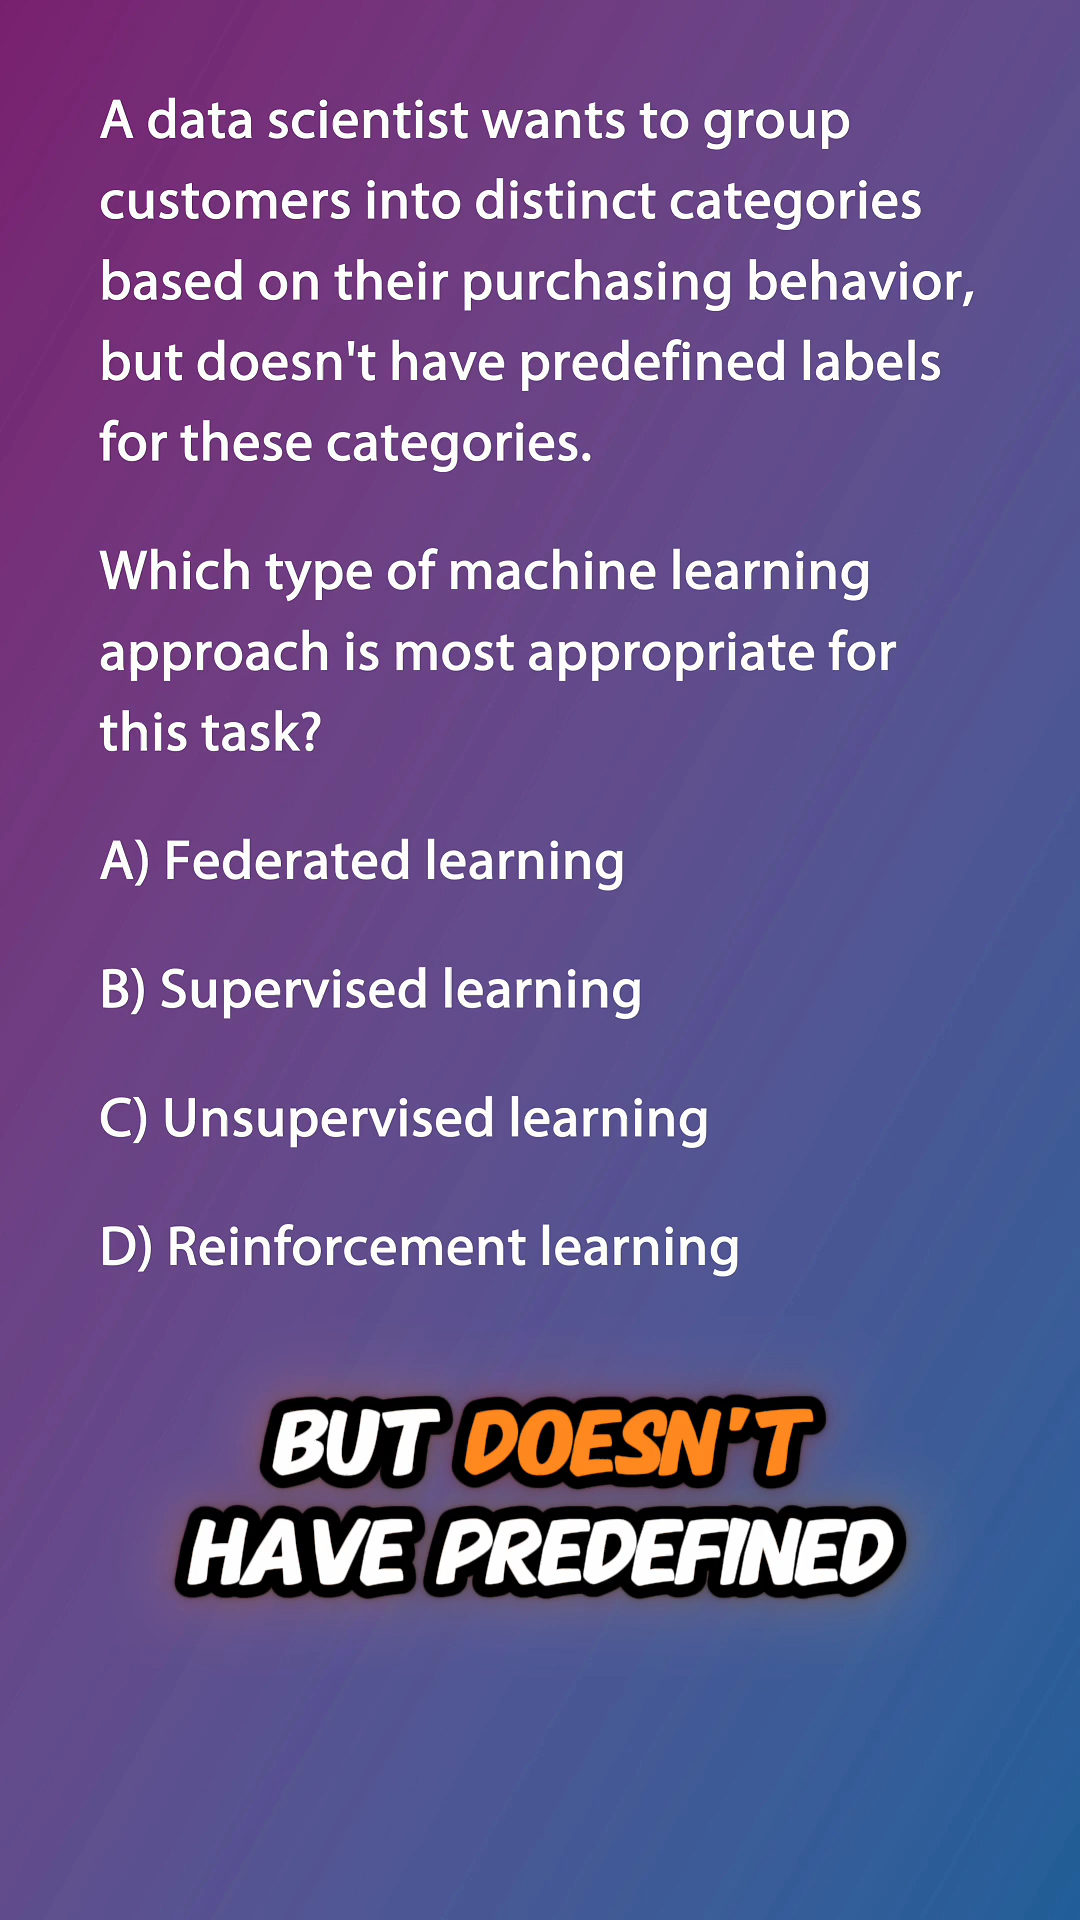 A data scientist wants to group
customers into distinct categories
based on their purchasing behavior,
but doesn't have predefined labels
for these categories.
Which type of machine learning
approach is most appropriate for
this task?
A) Federated learning
B) Supervised learning
C) Unsupervised learning
D) Reinforcement learning
BUT DOESN'T
HAVE PREDEFINED